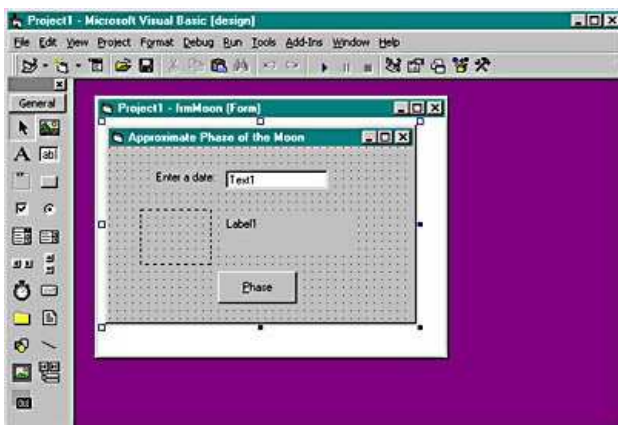 Project1 - Microsoft Visual Basic [design]
File Edit View Project Format Debug Run Tools Add-Ins Window Help
General
Project1 - frmMoon (Form)
Approximate Phase of the Moon
A
ab|
Enter a date:
Text1
Label1
Phase